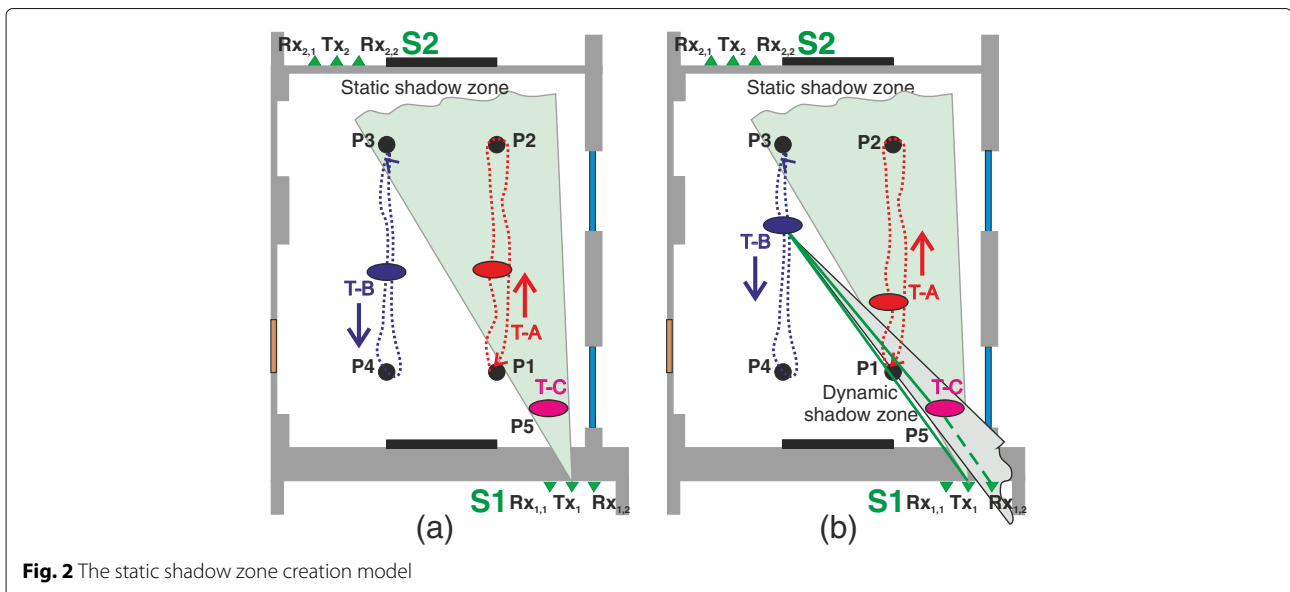 Rx2,1 Tx2 Rx2,2 S2
Static shadow zone
P3
P2
T-B
T-A
P4
P1
T-C
P5
S1 Rx1,1 Tx1 Rx1,2
(a)
Rx2,1 Tx2 Rx2,2 S2
Static shadow zone
P3
P2
T-B
T-A
P4
P1
T-C
Dynamic
shadow zone
P5
S1 Rx1,1 Tx1 Rx1,2
(b)
Fig. 2 The static shadow zone creation model